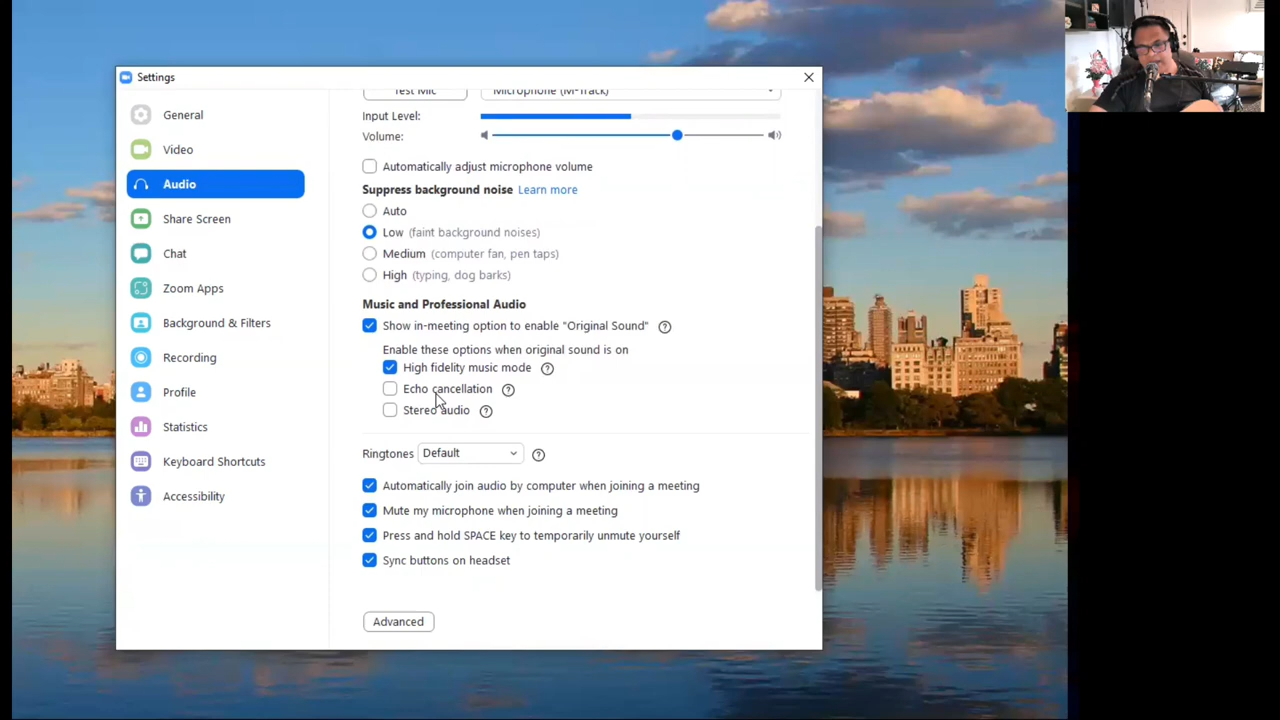 Settings
General
Video
Audio
Share Screen
Chat
Zoom Apps
Background & Filters
Recording
Profile
Statistics
Keyboard Shortcuts
Accessibility
Test Mic Microphone (M-Track)
Input Level:
Volume:
Automatically adjust microphone volume
Suppress background noise Learn more
Auto
Low (faint background noises)
Medium (computer fan, pen taps)
High (typing, dog barks)
Music and Professional Audio
Show in-meeting option to enable "Original Sound" ?
Enable these options when original sound is on
High fidelity music mode ?
Echo cancellation ?
Stereo audio ?
Ringtones Default ?
Automatically join audio by computer when joining a meeting
Mute my microphone when joining a meeting
Press and hold SPACE key to temporarily unmute yourself
Sync buttons on headset
Advanced